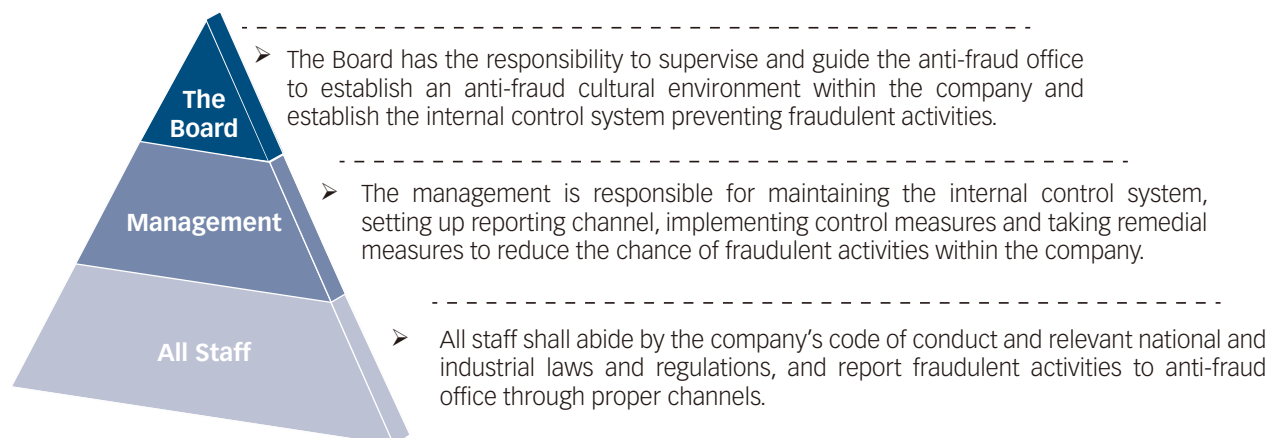 The
Board
➢ The Board has the responsibility to supervise and guide the anti-fraud office
to establish an anti-fraud cultural environment within the company and
establish the internal control system preventing fraudulent activities.
Management
➢ The management is responsible for maintaining the internal control system,
setting up reporting channel, implementing control measures and taking remedial
measures to reduce the chance of fraudulent activities within the company.
All Staff
➢ All staff shall abide by the company’s code of conduct and relevant national and
industrial laws and regulations, and report fraudulent activities to anti-fraud
office through proper channels.